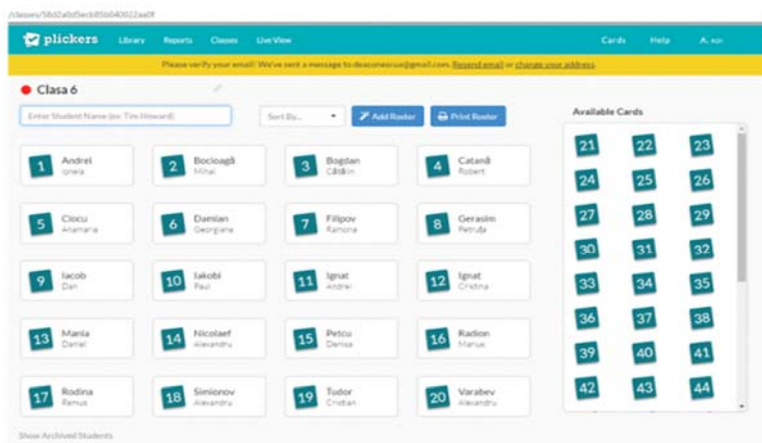 plickers Library Reports Classes Live View Cards Help
Please verify your email! We've sent a message to Resend email or change your address.
Clasa 6
Enter Student Name (ex: Tim Howard) Sort By... Add Roster Print Roster
Available Cards
1 Andrei 2 Bocioagă 3 Bogdan 4 Catană
Ionela Mihai Cătălin Robert
5 Ciocu 6 Damian 7 Filipov 8 Gerasim
Anamaria Georgiana Ramona Petruța
9 Iacob 10 Iakobi 11 Ignat 12 Ignat
Dan Paul Andrei Cristina
13 Mania 14 Nicolaef 15 Petcu 16 Radion
Daniel Alexandru Denisa Marius
17 Rodina 18 Simionov 19 Tudor 20 Varabev
Remus Alexandru Cristian Alexandru
21 22 23
24 25 26
27 28 29
30 31 32
33 34 35
36 37 38
39 40 41
42 43 44
Show Archived Students